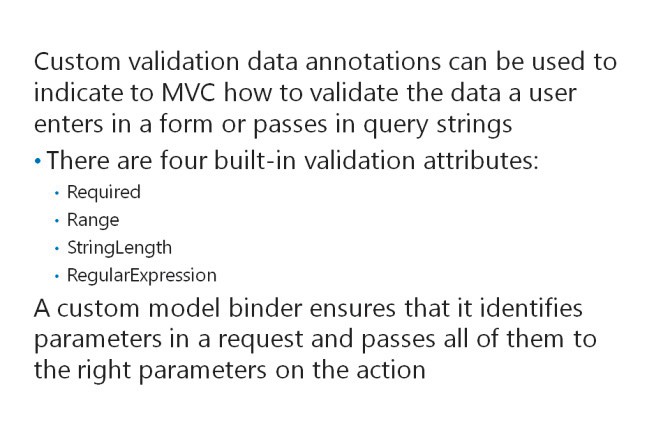 Custom validation data annotations can be used to
indicate to MVC how to validate the data a user
enters in a form or passes in query strings
• There are four built-in validation attributes:
• Required
• Range
• StringLength
• RegularExpression
A custom model binder ensures that it identifies
parameters in a request and passes all of them to
the right parameters on the action